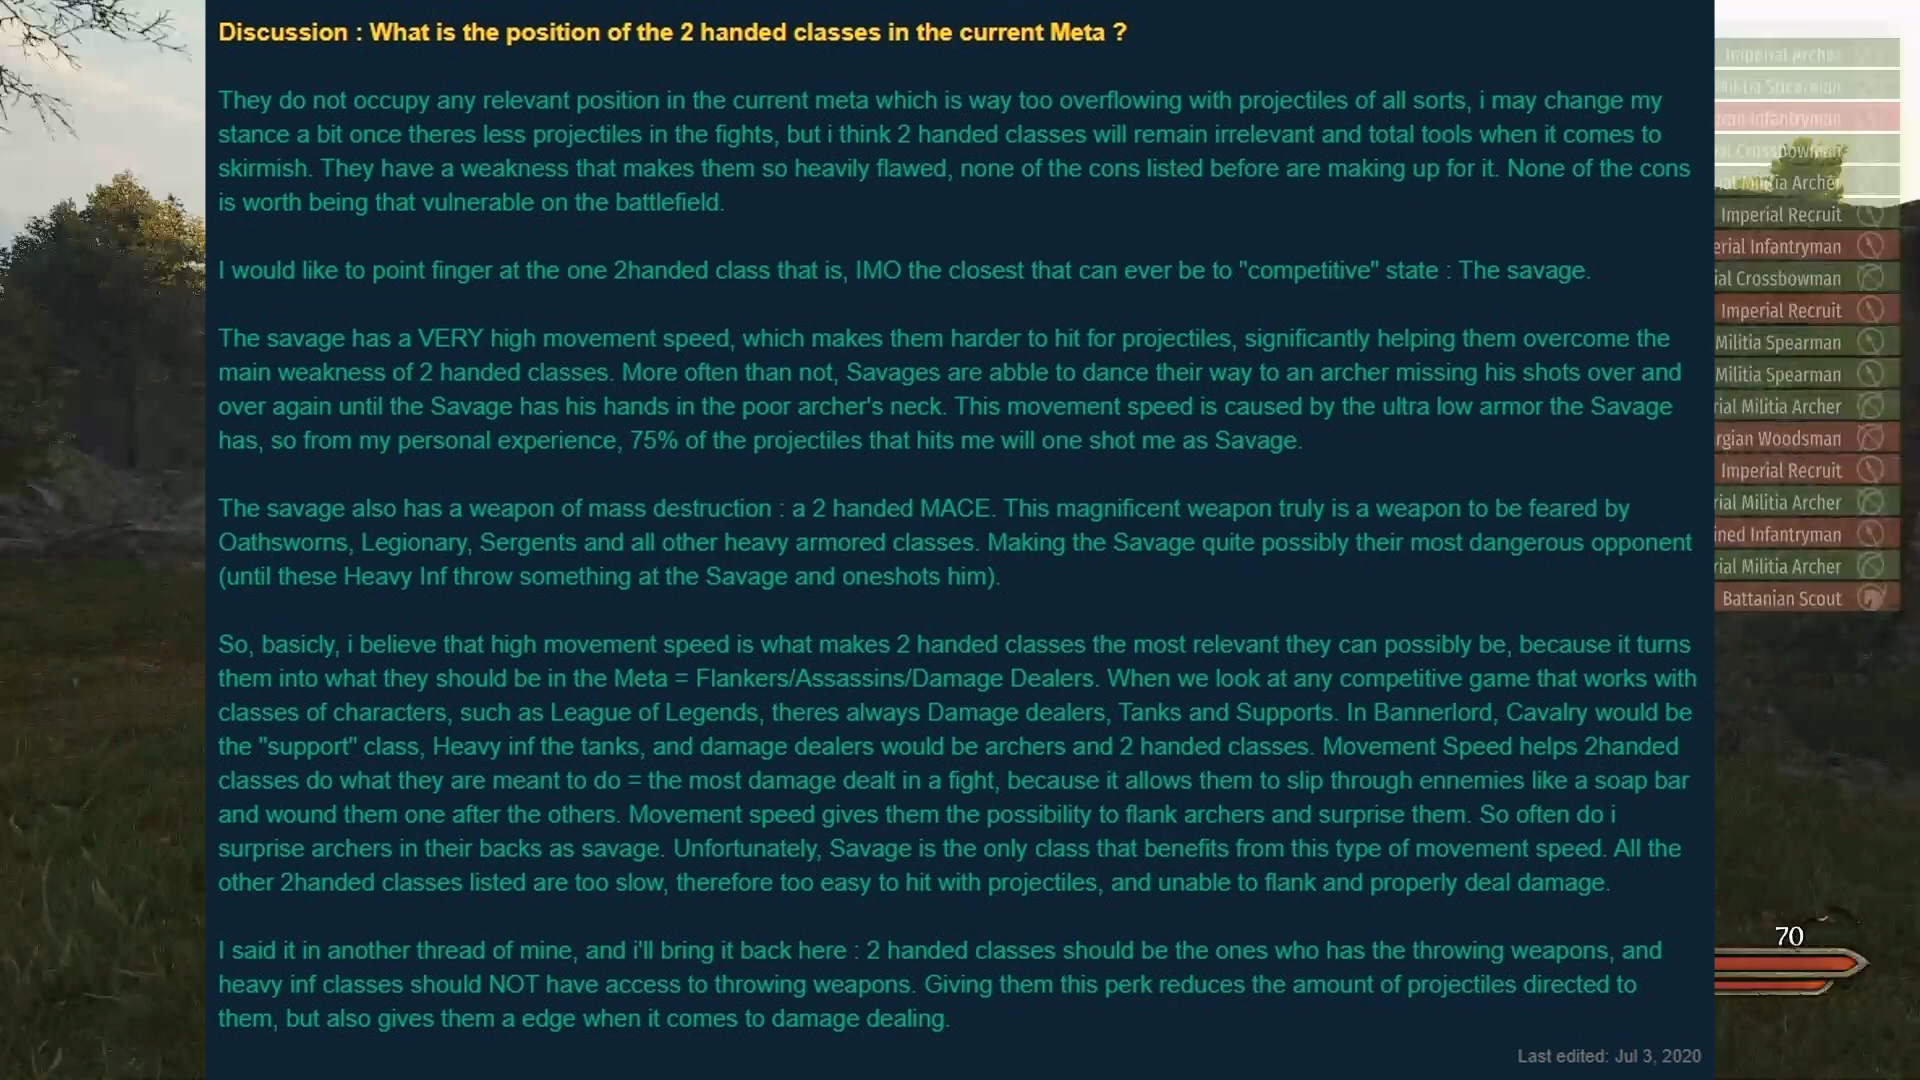 Discussion : What is the position of the 2 handed classes in the current Meta ?
They do not occupy any relevant position in the current meta which is way too overflowing with projectiles of all sorts, i may change my
stance a bit once theres less projectiles in the fights, but i think 2 handed classes will remain irrelevant and total tools when it comes to
skirmish. They have a weakness that makes them so heavily flawed, none of the cons listed before are making up for it. None of the cons
is worth being that vulnerable on the battlefield.
I would like to point finger at the one 2handed class that is, IMO the closest that can ever be to "competitive" state : The savage.
The savage has a VERY high movement speed, which makes them harder to hit for projectiles, significantly helping them overcome the
main weakness of 2 handed classes. More often than not, Savages are abble to dance their way to an archer missing his shots over and
over again until the Savage has his hands in the poor archer's neck. This movement speed is caused by the ultra low armor the Savage
has, so from my personal experience, 75% of the projectiles that hits me will one shot me as Savage.
The savage also has a weapon of mass destruction : a 2 handed MACE. This magnificent weapon truly is a weapon to be feared by
Oathsworns, Legionary, Sergents and all other heavy armored classes. Making the Savage quite possibly their most dangerous opponent
(until these Heavy Inf throw something at the Savage and oneshots him).
So, basicly, i believe that high movement speed is what makes 2 handed classes the most relevant they can possibly be, because it turns
them into what they should be in the Meta = Flankers/Assassins/Damage Dealers. When we look at any competitive game that works with
classes of characters, such as League of Legends, theres always Damage dealers, Tanks and Supports. In Bannerlord, Cavalry would be
the "support" class, Heavy inf the tanks, and damage dealers would be archers and 2 handed classes. Movement Speed helps 2handed
classes do what they are meant to do = the most damage dealt in a fight, because it allows them to slip through ennemies like a soap bar
and wound them one after the others. Movement speed gives them the possibility to flank archers and surprise them. So often do i
surprise archers in their backs as savage. Unfortunately, Savage is the only class that benefits from this type of movement speed. All the
other 2handed classes listed are too slow, therefore too easy to hit with projectiles, and unable to flank and properly deal damage.
I said it in another thread of mine, and i'll bring it back here : 2 handed classes should be the ones who has the throwing weapons, and
heavy inf classes should NOT have access to throwing weapons. Giving them this perk reduces the amount of projectiles directed to
them, but also gives them a edge when it comes to damage dealing.
Last edited: Jul 3, 2020
Imperial Archer
Militia Spearman
Infantryman
Crossbowman
Militia Archer
Imperial Recruit
erial Infantryman
ial Crossbowman
Imperial Recruit
Militia Spearman
Militia Spearman
rial Militia Archer
rgian Woodsman
Imperial Recruit
rial Militia Archer
ined Infantryman
rial Militia Archer
Battanian Scout
70